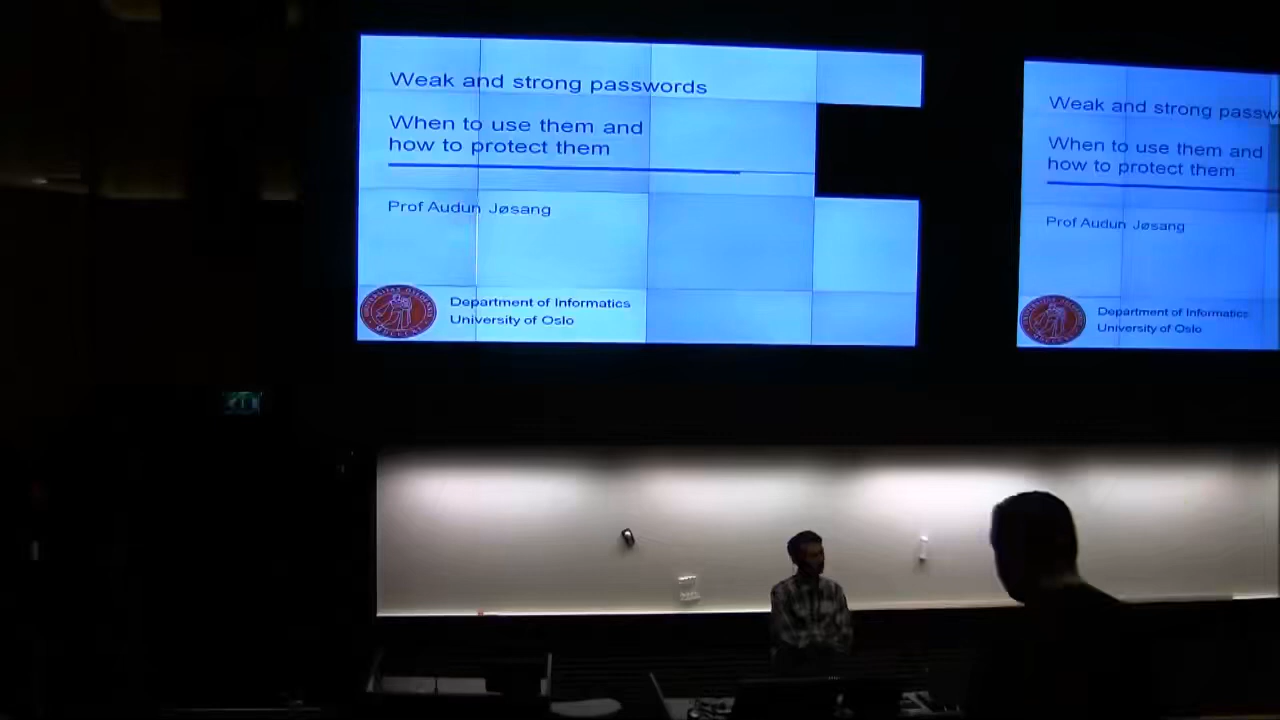 Weak and strong passwords
When to use them and
how to protect them
Prof Audun Jøsang
Department of Informatics
University of Oslo
Weak and strong passw
When to use them and
how to protect them
Prof Audun Jøsang
Department of Informatics
University of Oslo